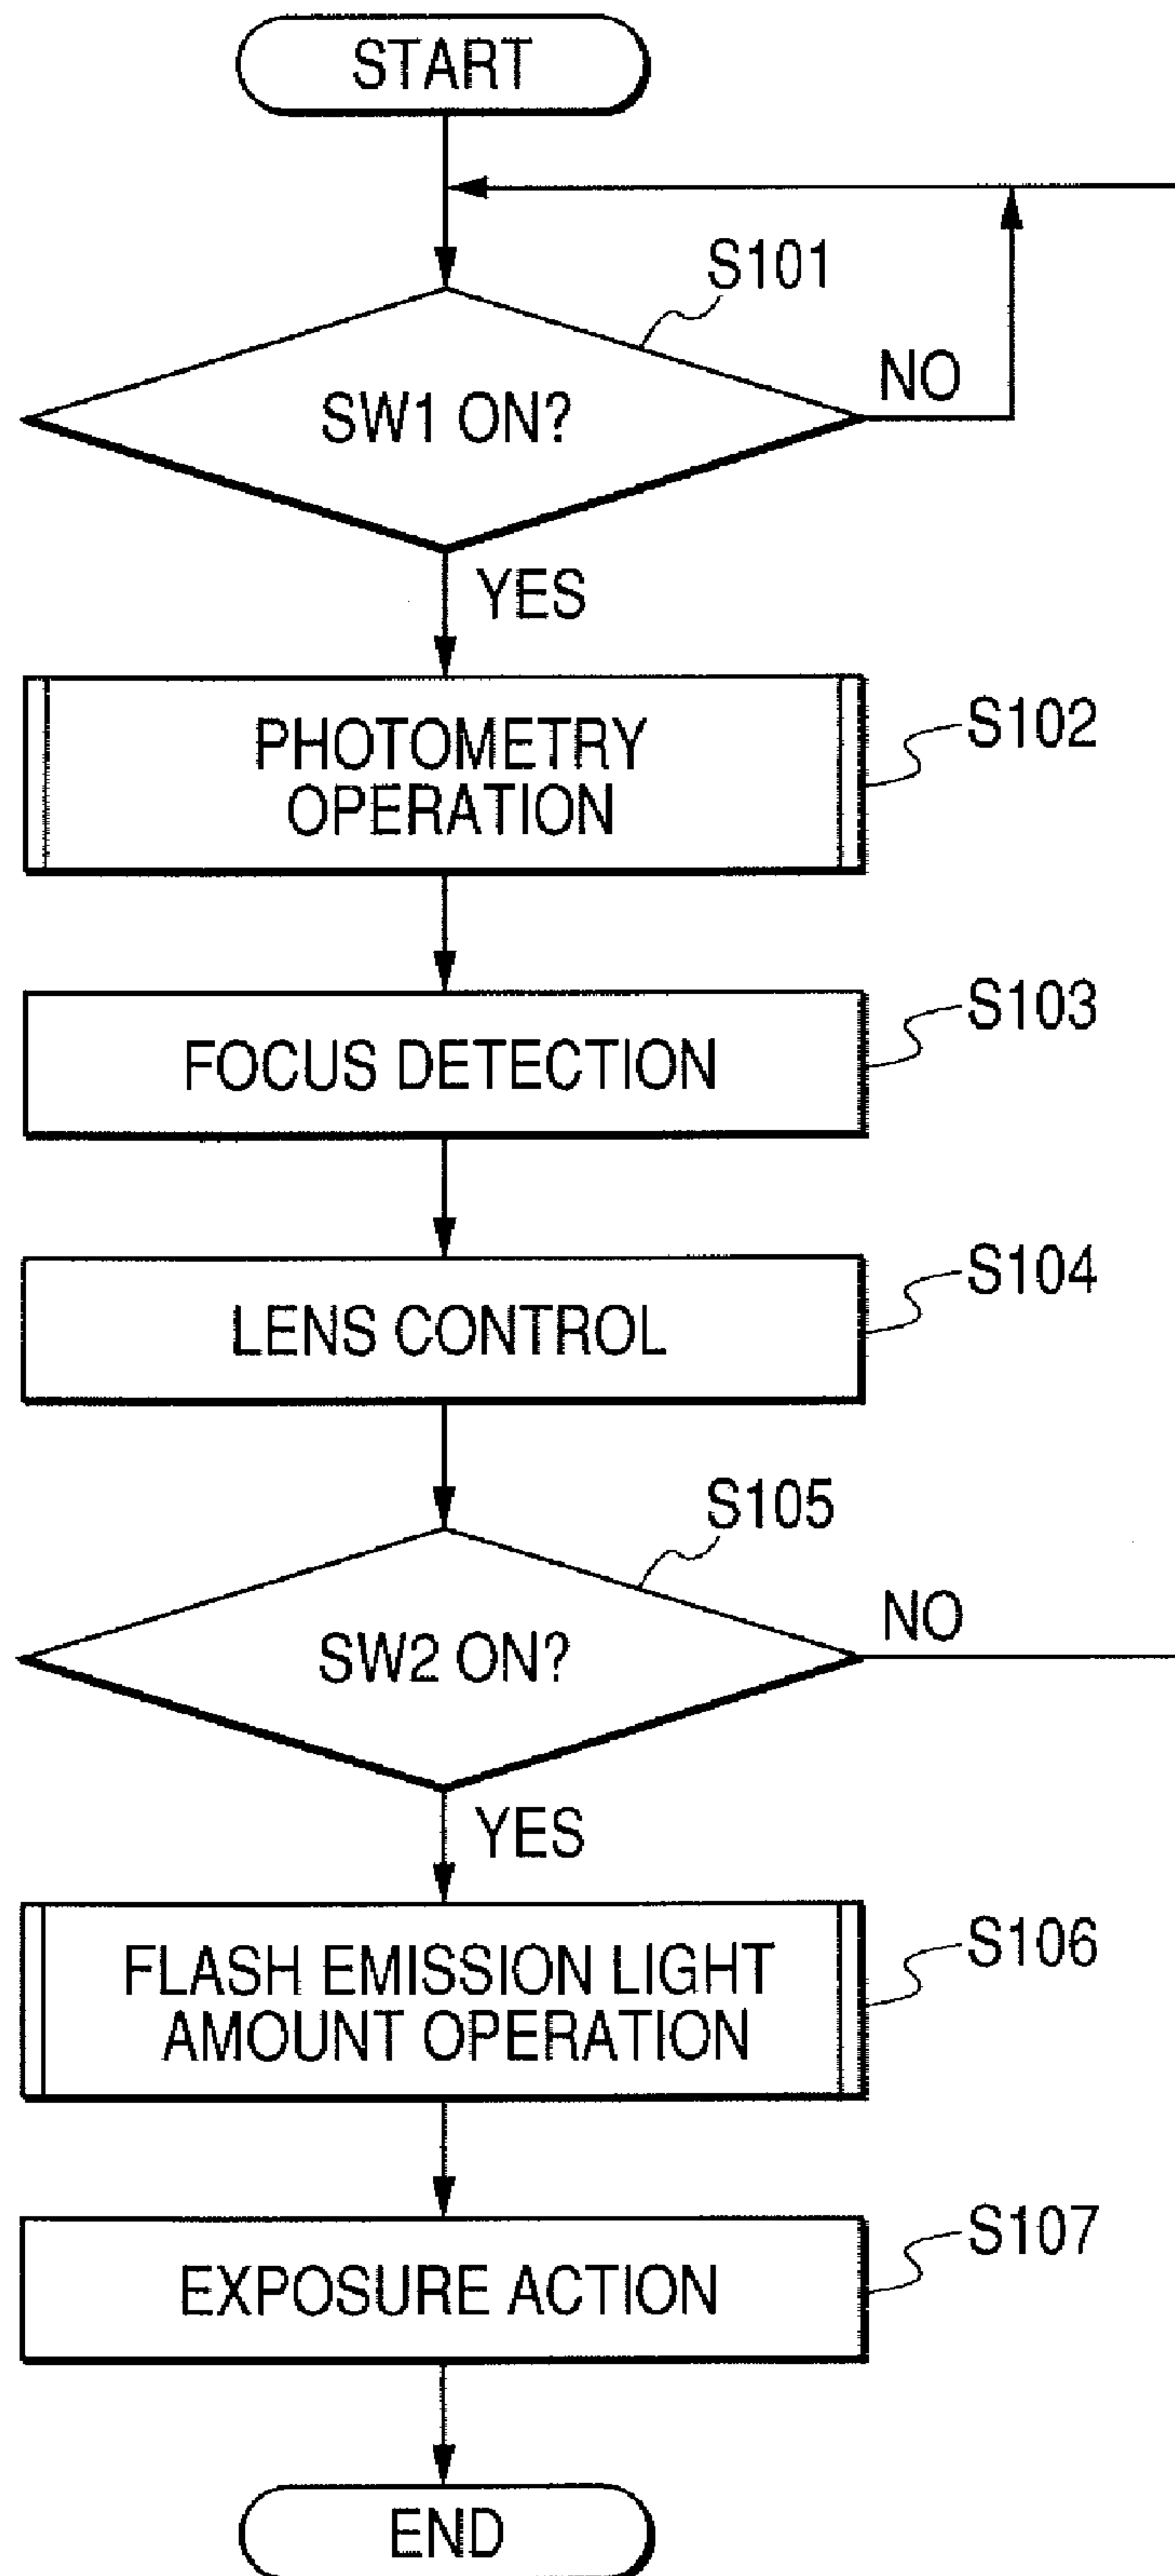 START
S101
SW1 ON?
NO
YES
PHOTOMETRY
OPERATION
S102
FOCUS DETECTION
S103
LENS CONTROL
S104
S105
SW2 ON?
NO
YES
FLASH EMISSION LIGHT
AMOUNT OPERATION
S106
EXPOSURE ACTION
S107
END